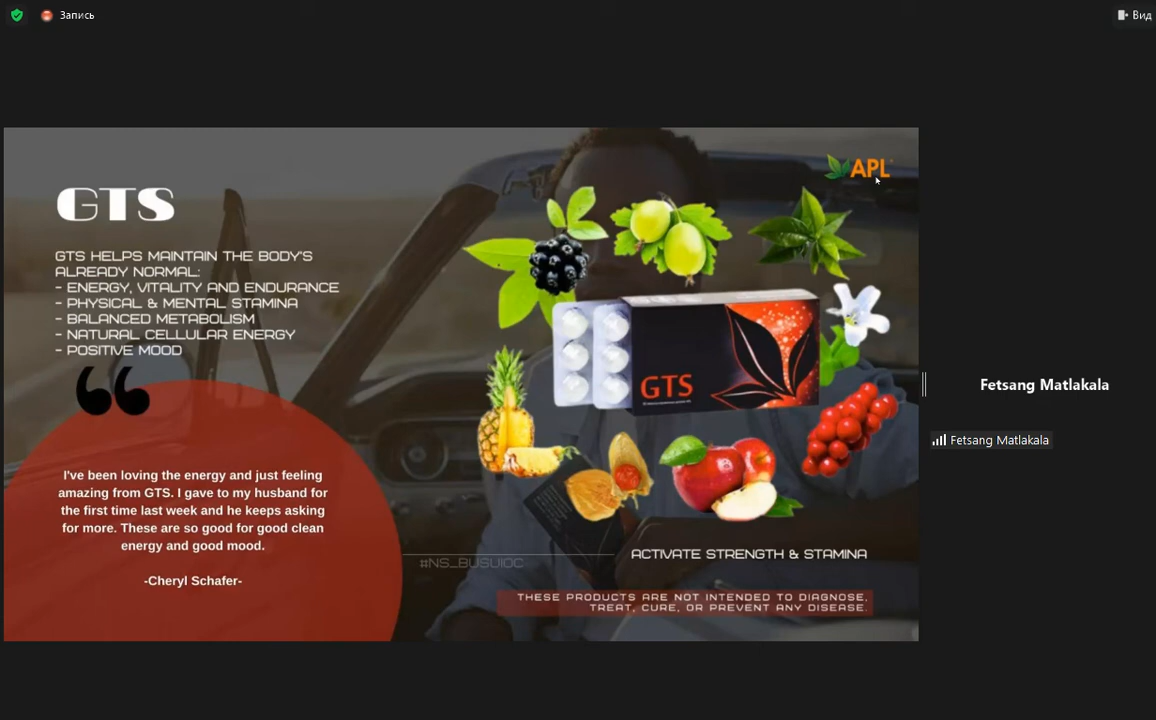 Запись
Вид
APL
GTS
GTS HELPS MAINTAIN THE BODY'S
ALREADY NORMAL:
- ENERGY, VITALITY AND ENDURANCE
- PHYSICAL & MENTAL STAMINA
- BALANCED METABOLISM
- NATURAL CELLULAR ENERGY
- POSITIVE MOOD
GTS
Fetsang Matlakala
Fetsang Matlakala
I've been loving the energy and just feeling
amazing from GTS. I gave to my husband for
the first time last week and he keeps asking
for more. These are so good for good clean
energy and good mood.
-Cheryl Schafer-
#NS_BUSUIOC
ACTIVATE STRENGTH & STAMINA
THESE PRODUCTS ARE NOT INTENDED TO DIAGNOSE,
TREAT, CURE, OR PREVENT ANY DISEASE.